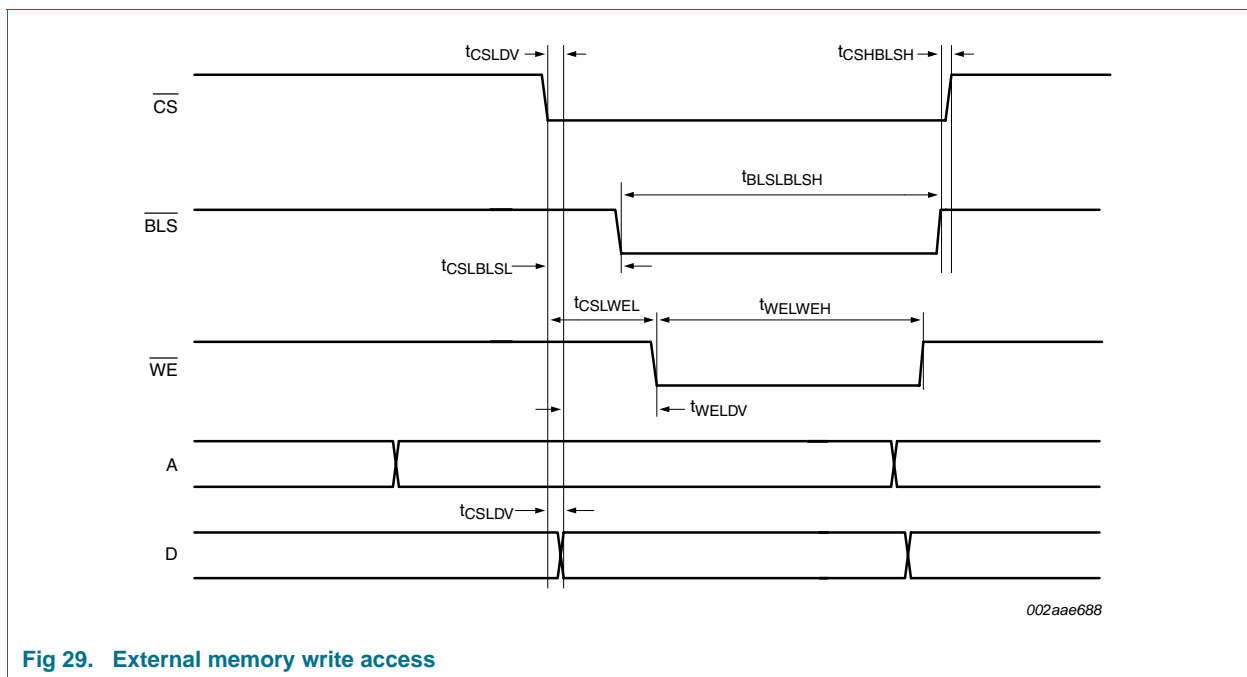 tCSLDV
tCSHBLSH
CS
tBLSLBLSH
BLS
tCSLBLSL
tCSLWEL
tWELWEH
WE
tWELDV
A
tCSLDV
D
002aae688
Fig 29. External memory write access